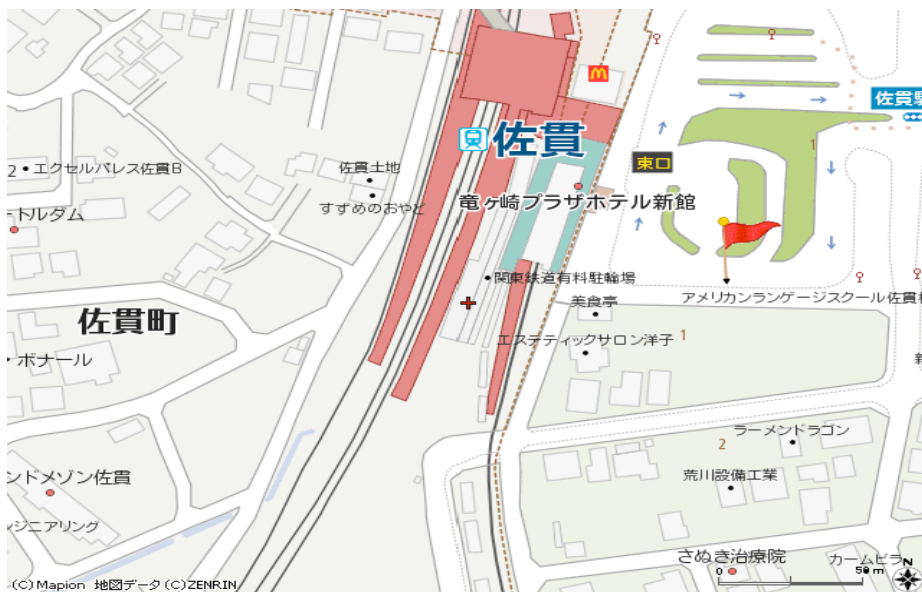 佐貫駅
1
佐貫
東口
2
エクセルパレス佐貫B
佐貫土地
すずめのおやど
竜ヶ崎プラザホテル新館
ートルダム
関東鉄道有料駐輪場
アメリカンランゲージスクール佐貫校
美食亭
佐貫町
エステティックサロン洋子
1
ボナール
新
ラーメンドラゴン
2
ンドメゾン佐貫
荒川設備工業
ンジニアリング
さぬき治療院
カームビラ
N
0
50m
(C)Mapion 地図データ(C)ZENRIN